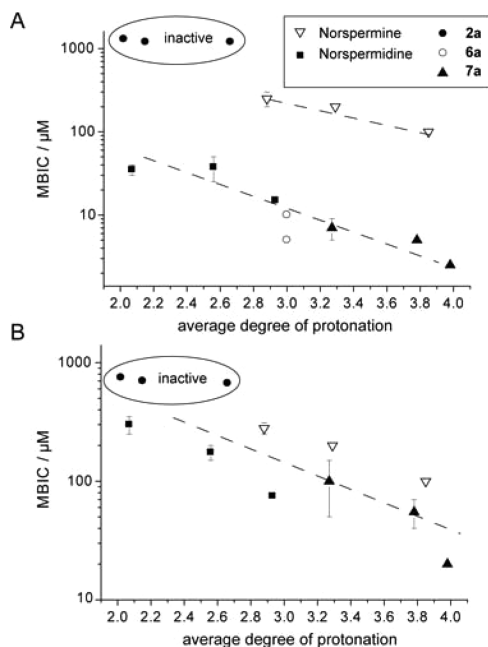 A
inactive
▽ Norspermine
■ Norspermidine
● 2a
○ 6a
▲ 7a
MBIC / µM
1000
100
10
2.0 2.2 2.4 2.6 2.8 3.0 3.2 3.4 3.6 3.8 4.0
average degree of protonation
B
inactive
MBIC / µM
1000
100
10
2.0 2.2 2.4 2.6 2.8 3.0 3.2 3.4 3.6 3.8 4.0
average degree of protonation